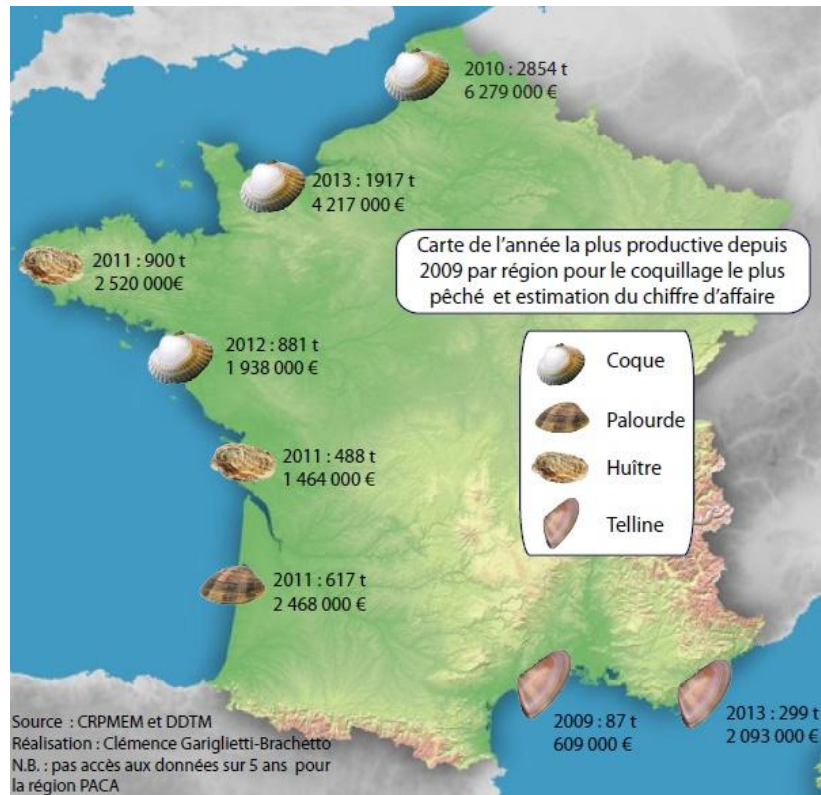 2010 : 2854 t
6 279 000 €
2013 : 1917 t
4 217 000 €
2011 : 900 t
2 520 000€
Carte de l’année la plus productive depuis
2009 par région pour le coquillage le plus
pêché et estimation du chiffre d’affaire
2012 : 881 t
1 938 000 €
Coque
Palourde
Huître
Telline
2011 : 488 t
1 464 000 €
2011 : 617 t
2 468 000 €
2009 : 87 t
609 000 €
2013 : 299 t
2 093 000 €
Source : CRPMEM et DDTM
Réalisation : Clémence Gariglietti-Brachetto
N.B. : pas accès aux données sur 5 ans pour
la région PACA